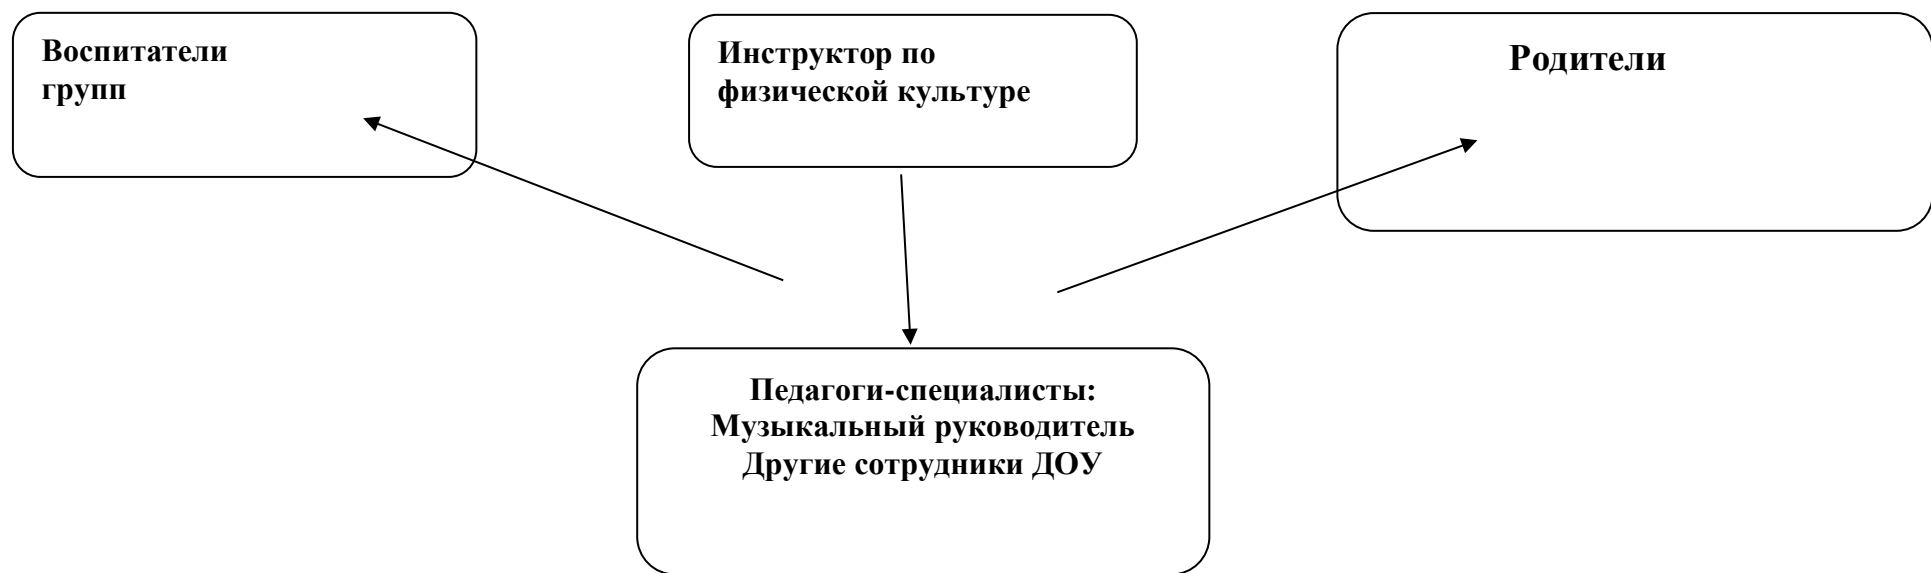 Воспитатели
групп
Инструктор по
физической культуре
Родители
Педагоги-специалисты:
Музыкальный руководитель
Другие сотрудники ДОУ